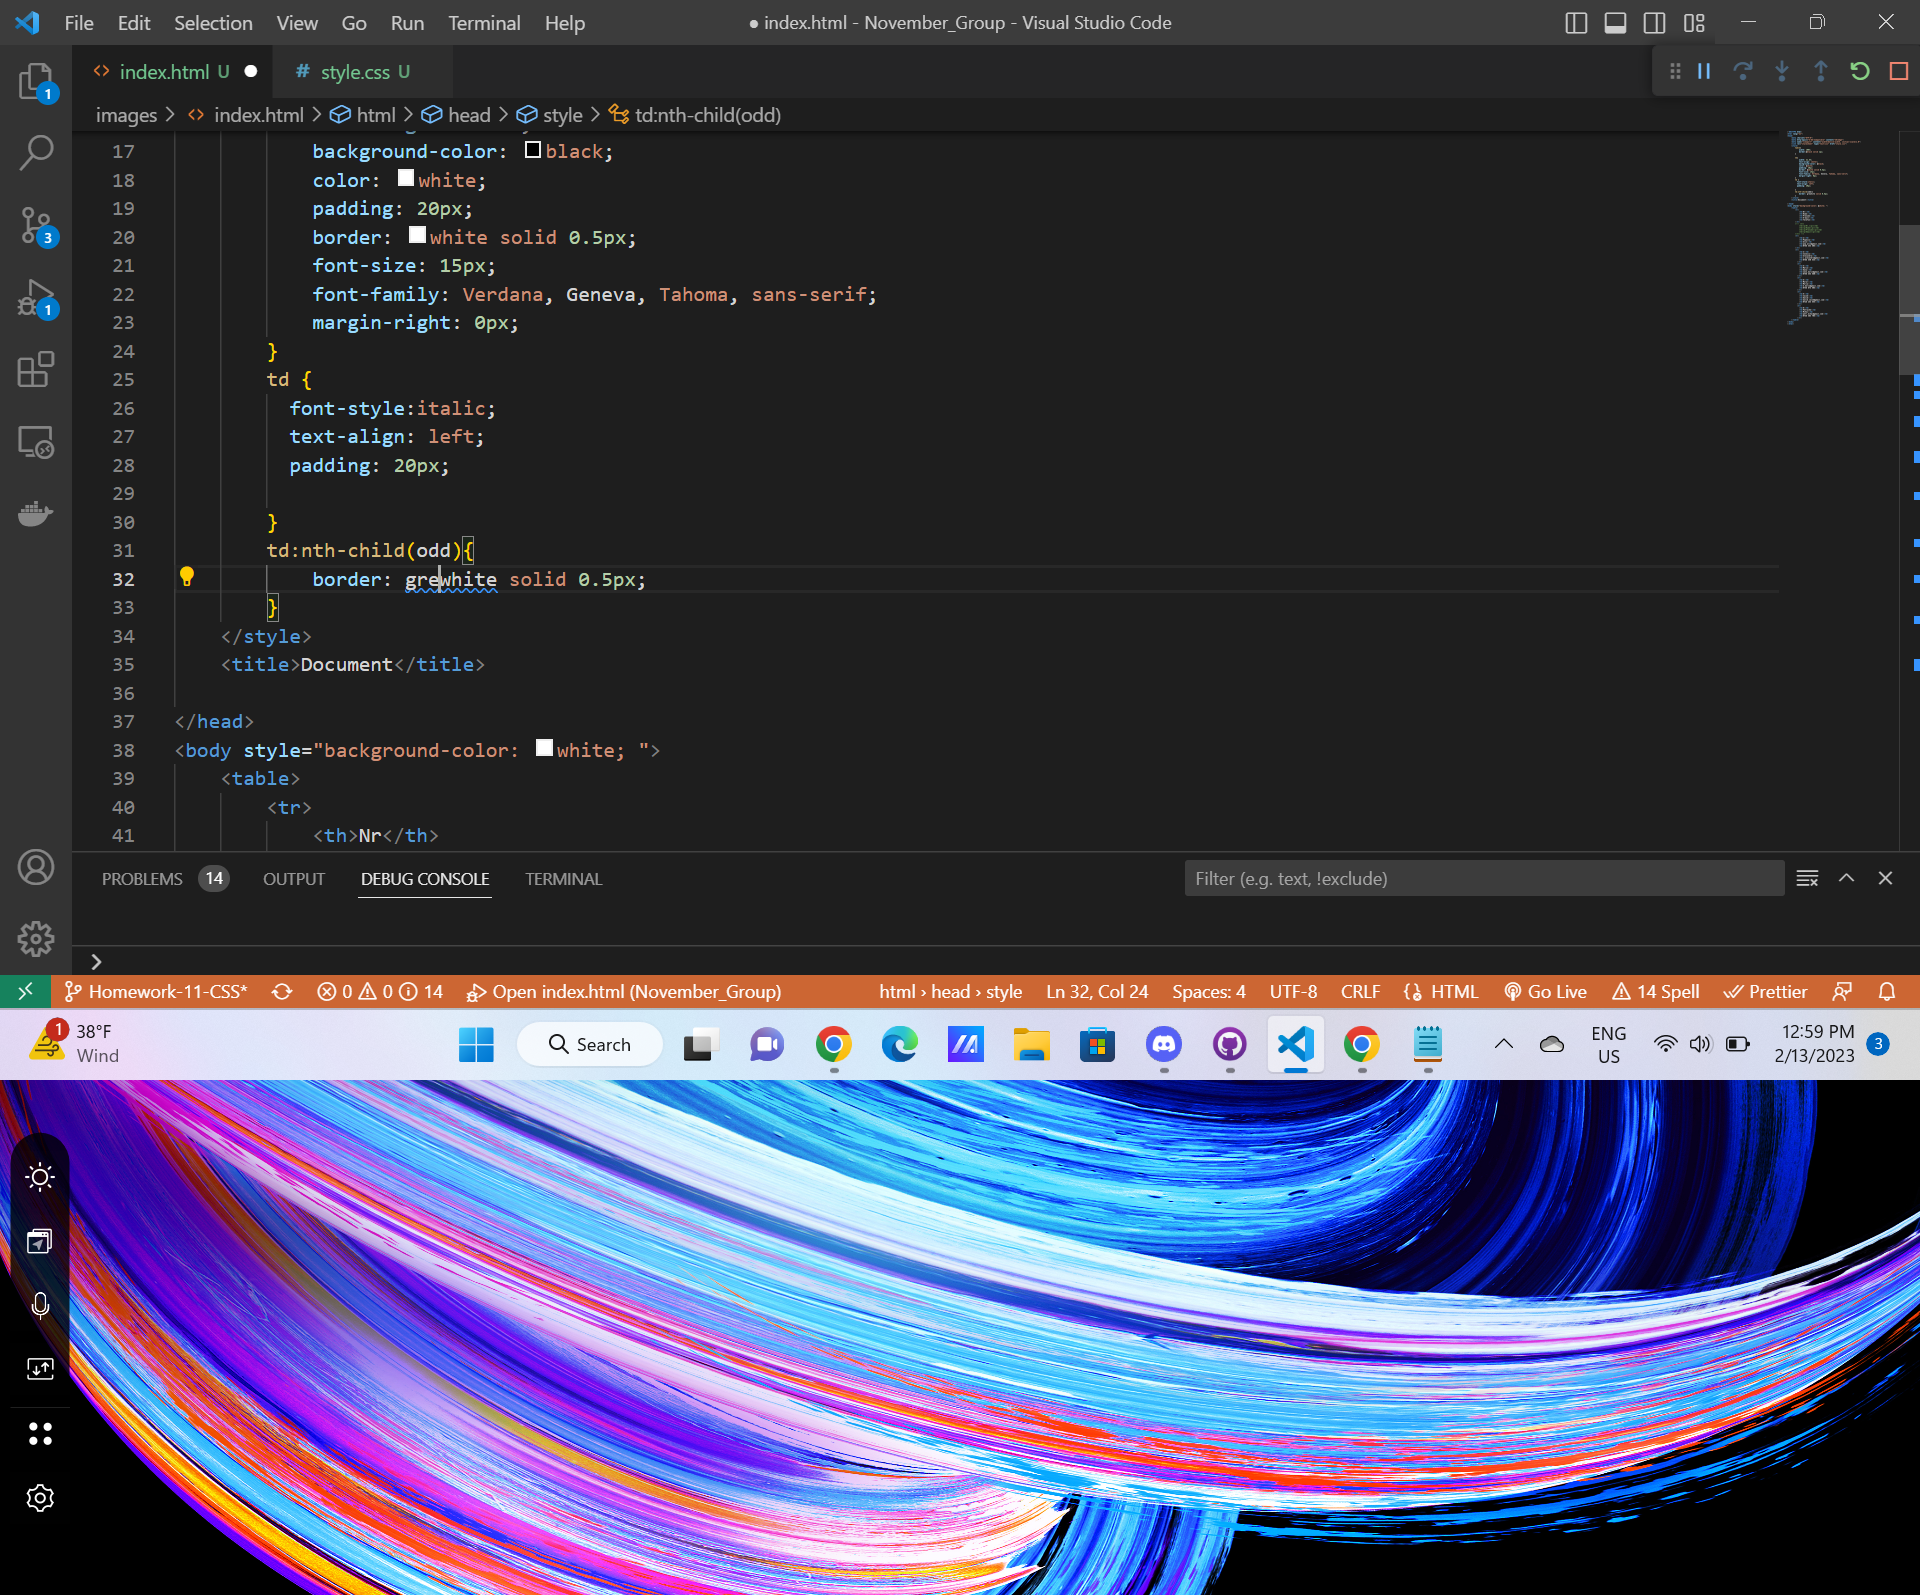 File Edit Selection View Go Run Terminal Help
● index.html - November_Group - Visual Studio Code
index.html U
# style.css U
images > index.html > html > head > style > td:nth-child(odd)
17 background-color: black;
18 color: white;
19 padding: 20px;
20 border: white solid 0.5px;
21 font-size: 15px;
22 font-family: Verdana, Geneva, Tahoma, sans-serif;
23 margin-right: 0px;
24 }
25 td {
26 font-style:italic;
27 text-align: left;
28 padding: 20px;
29
30 }
31 td:nth-child(odd){
32 border: grewhite solid 0.5px;
33 }
34 </style>
35 <title>Document</title>
36
37 </head>
38 <body style="background-color: white; ">
39 <table>
40 <tr>
41 <th>Nr</th>
1
3
1
PROBLEMS 14 OUTPUT DEBUG CONSOLE TERMINAL
Filter (e.g. text, !exclude)
Homework-11-CSS* 0 0 14 Open index.html (November_Group)
html › head › style Ln 32, Col 24 Spaces: 4 UTF-8 CRLF HTML Go Live 14 Spell Prettier
1 38°F
Wind
Search
ENG
US
12:59 PM
2/13/2023
3